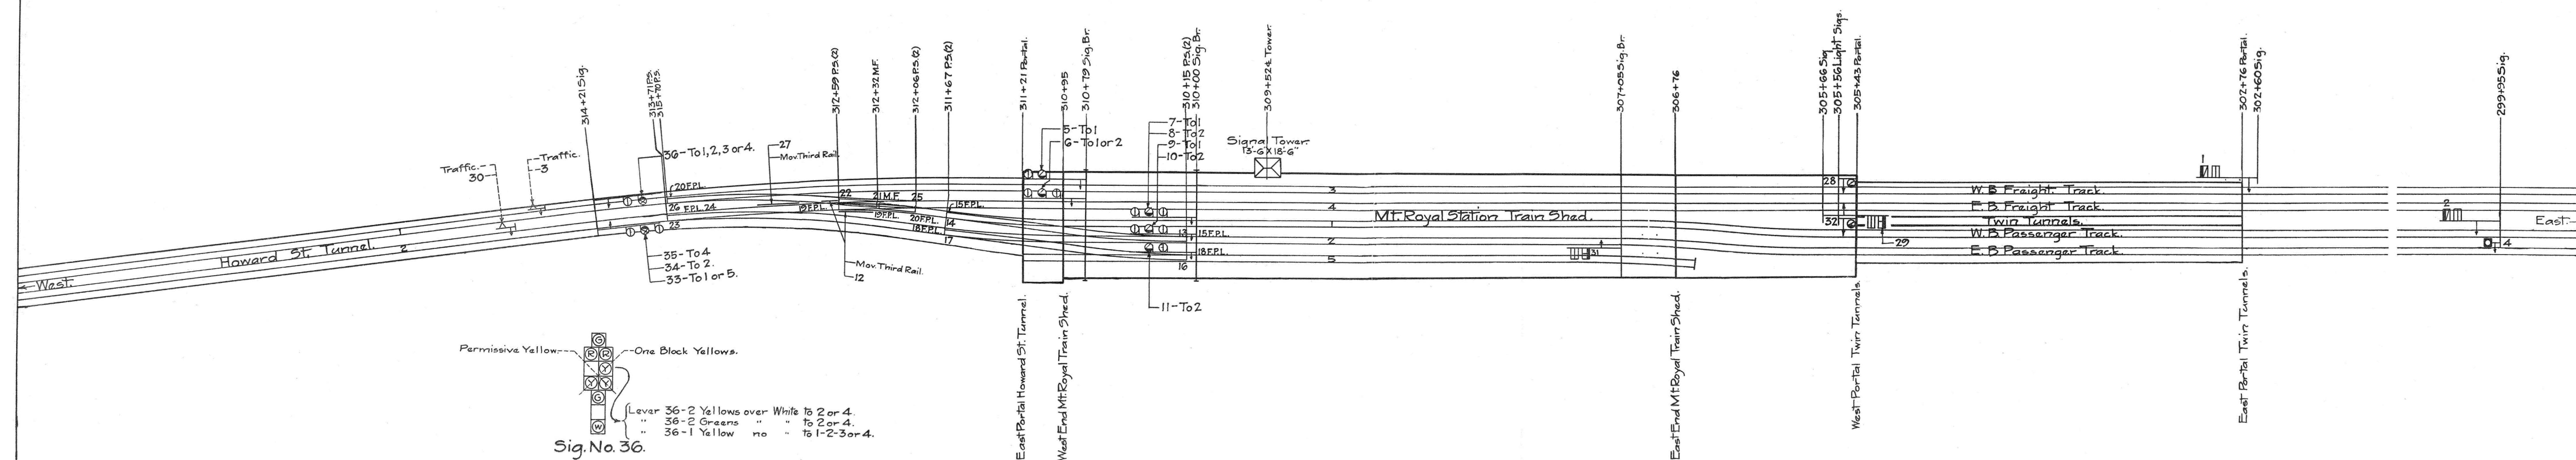 314+21 Sig.
313+71 P.S.
315+70 P.S.
312+59 P.S.(2)
312+32 M.F.
312+06 P.S.(2)
311+67 P.S.(2)
311+21 Portal.
310+95
310+79 Sig. Br.
310+15 P.S.(2)
310+00 Sig. Br.
309+52½ Tower.
307+05 Sig. Br.
306+76
305+66 Sig
305+56 Light Sigs.
305+43 Portal.
302+76 Portal.
302+60 Sig.
299+95 Sig.
Traffic.
30
Traffic.
3
36-To 1, 2, 3 or 4.
27
Mov. Third Rail.
5-To 1
6-To 1 or 2
7-To 1
8-To 2
9-To 1
10-To 2
Signal Tower.
13'-6" X 18'-6"
20 F.P.L.
26 F.P.L. 24
23
22
21 M.F.
25
19 F.P.L.
19 F.P.L.
20 F.P.L.
18 F.P.L.
15 F.P.L.
14
17
13
15 F.P.L.
18 F.P.L.
16
3
4
1
2
5
Mt. Royal Station Train Shed.
31
28
32
29
1
W. B. Freight. Track.
E. B. Freight Track.
Twin Tunnels.
W. B. Passenger Track.
E. B. Passenger Track.
2
4
East.
Howard St. Tunnel.
1
2
West.
35-To 4
34-To 2.
33-To 1 or 5.
Mov. Third Rail.
12
11-To 2
East Portal Howard St. Tunnel.
West End Mt. Royal Train Shed.
East End Mt. Royal Train Shed.
West Portal Twin Tunnels.
East Portal Twin Tunnels.
Permissive Yellow.
One Block Yellows.
G
R R
Y
Y Y
G
W
Lever 36-2 Yellows over White to 2 or 4.
" 36-2 Greens " " to 2 or 4.
" 36-1 Yellow no " to 1-2-3 or 4.
Sig. No. 36.